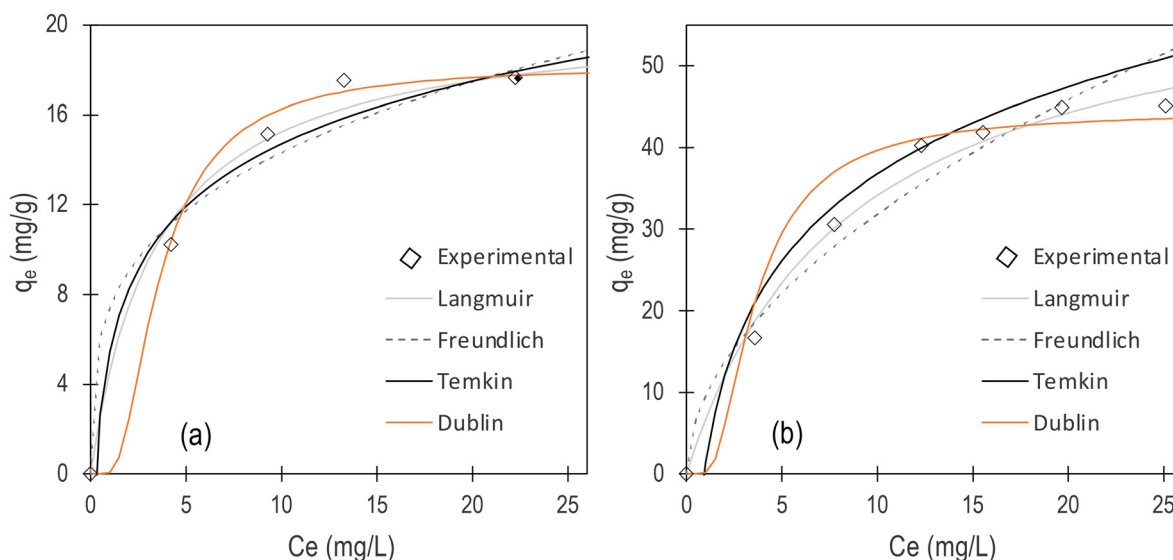 20
16
12
8
4
0
qe (mg/g)
Experimental
Langmuir
Freundlich
Temkin
Dublin
(a)
0 5 10 15 20 25
Ce (mg/L)
50
40
30
20
10
0
qe (mg/g)
Experimental
Langmuir
Freundlich
Temkin
Dublin
(b)
0 5 10 15 20 25
Ce (mg/L)